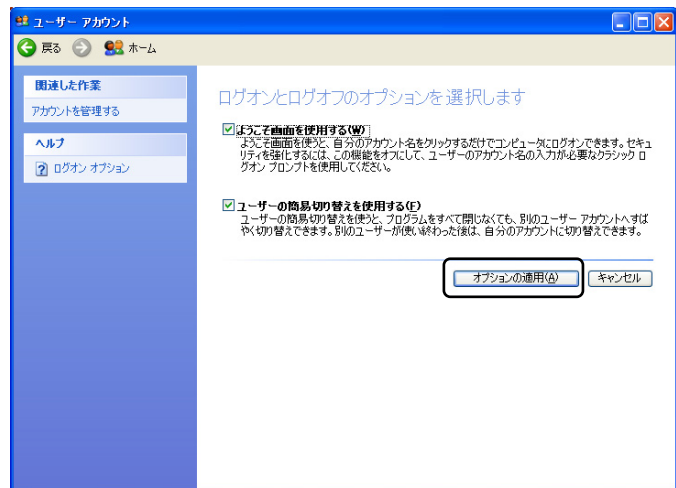 ユーザー アカウント
戻る ホーム
関連した作業
アカウントを管理する
ヘルプ
ログオン オプション
ログオンとログオフのオプションを選択します
ようこそ画面を使用する(W)
ようこそ画面を使うと、自分のアカウント名をクリックするだけでコンピュータにログオンできます。セキュ
リティを強化するには、この機能をオフにして、ユーザーのアカウント名の入力が必要なクラシック ロ
グオン プロンプトを使用してください。
ユーザーの簡易切り替えを使用する(F)
ユーザーの簡易切り替えを使うと、プログラムをすべて閉じなくても、別のユーザー アカウントへすば
やく切り替えできます。別のユーザーが使い終わった後は、自分のアカウントに切り替えできます。
オプションの適用(A) キャンセル